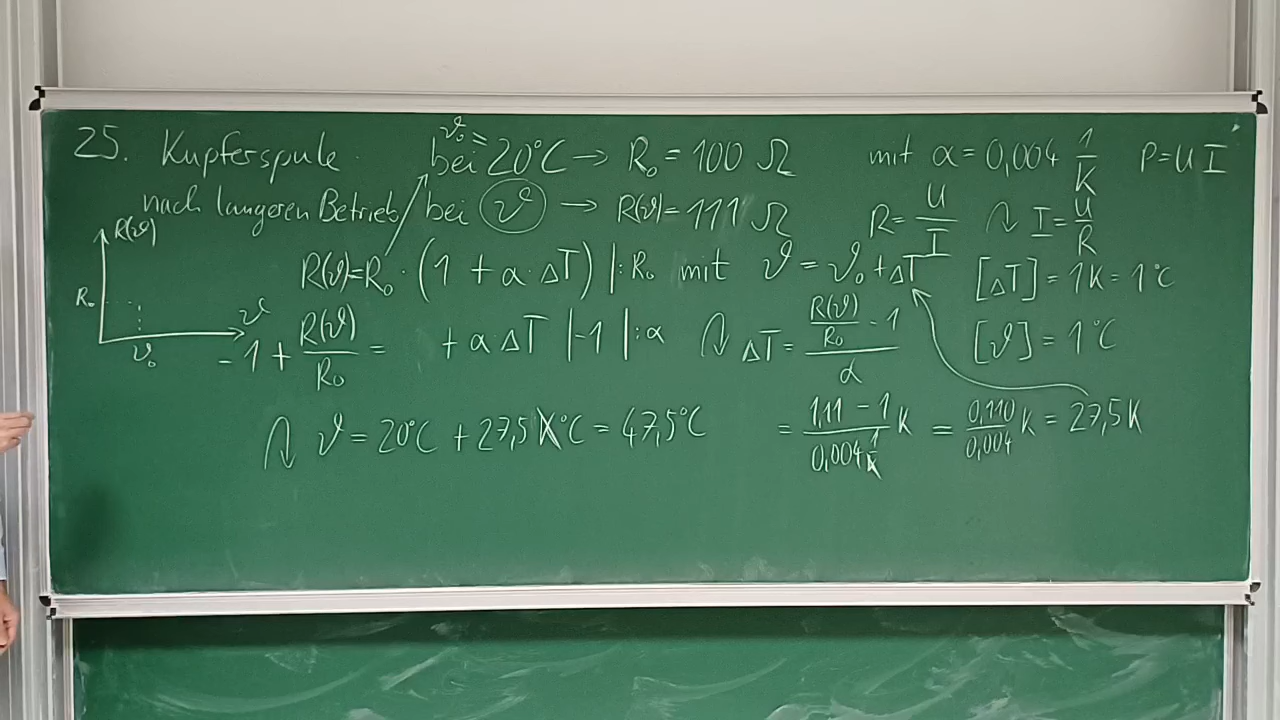 25. Kupferspule bei ϑ₀ = 20°C → R₀ = 100 Ω mit α = 0,004 1/K P = U I
nach längeren Betrieb / bei ϑ → R(ϑ) = 111 Ω R = U/I ↷ I = U/R
R(ϑ)
R(ϑ) = R₀ · (1 + α · ΔT) |: R₀ mit ϑ = ϑ₀ + ΔT [ΔT] = 1K = 1°C
R₀
ϑ
ϑ₀
-1 + R(ϑ)/R₀ = + α ΔT |-1 |: α ↷ ΔT = (R(ϑ)/R₀ - 1)/α [ϑ] = 1°C
↷ ϑ = 20°C + 27,5 K °C = 47,5°C = (1,11 - 1)/(0,004 1/K) K = 0,110/0,004 K = 27,5 K